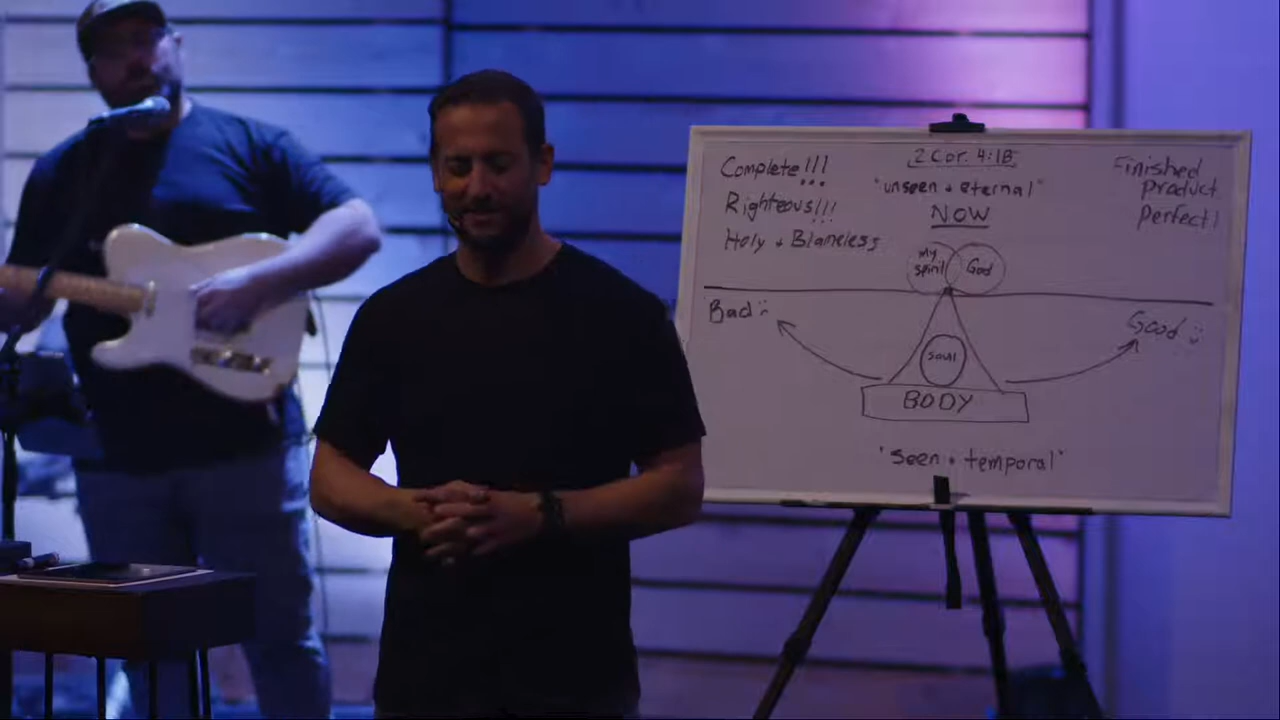 Complete!!!
Righteous!!!
Holy + Blameless
2 Cor. 4:18
"unseen + eternal"
NOW
Finished
Product
Perfect!
my
spirit
God
Bad :(
Good :)
soul
BODY
"seen + temporal"